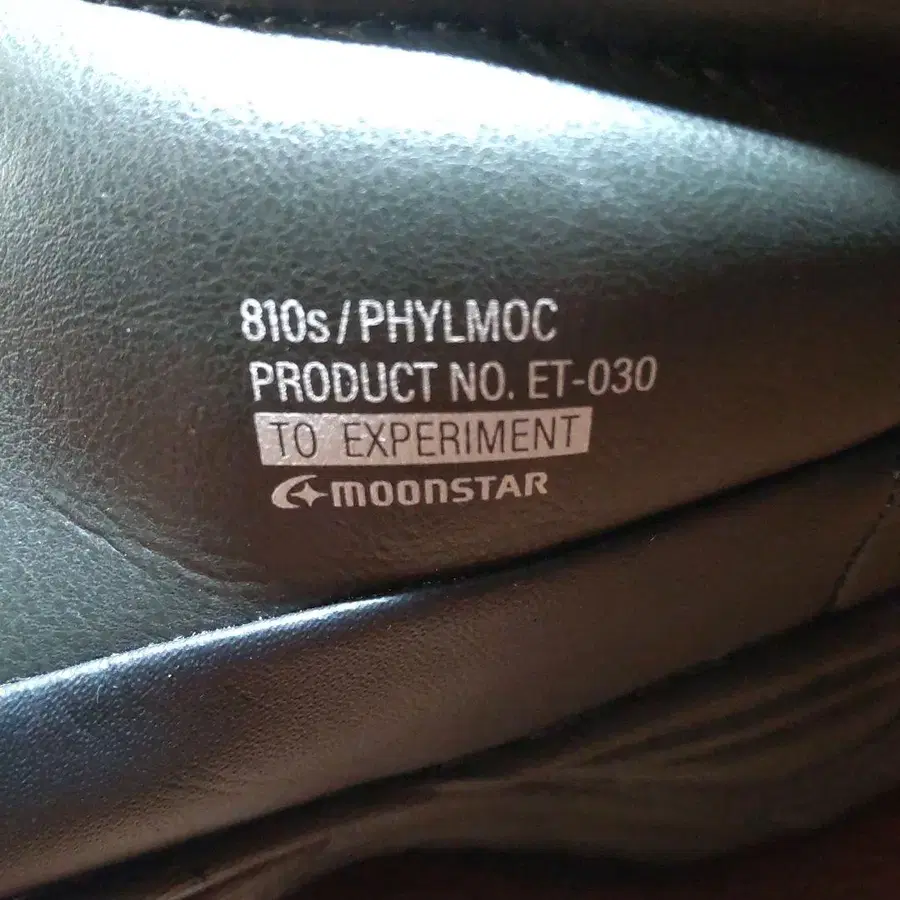 810s/PHYLMOC
PRODUCT NO. ET-030
TO EXPERIMENT
MOONSTAR